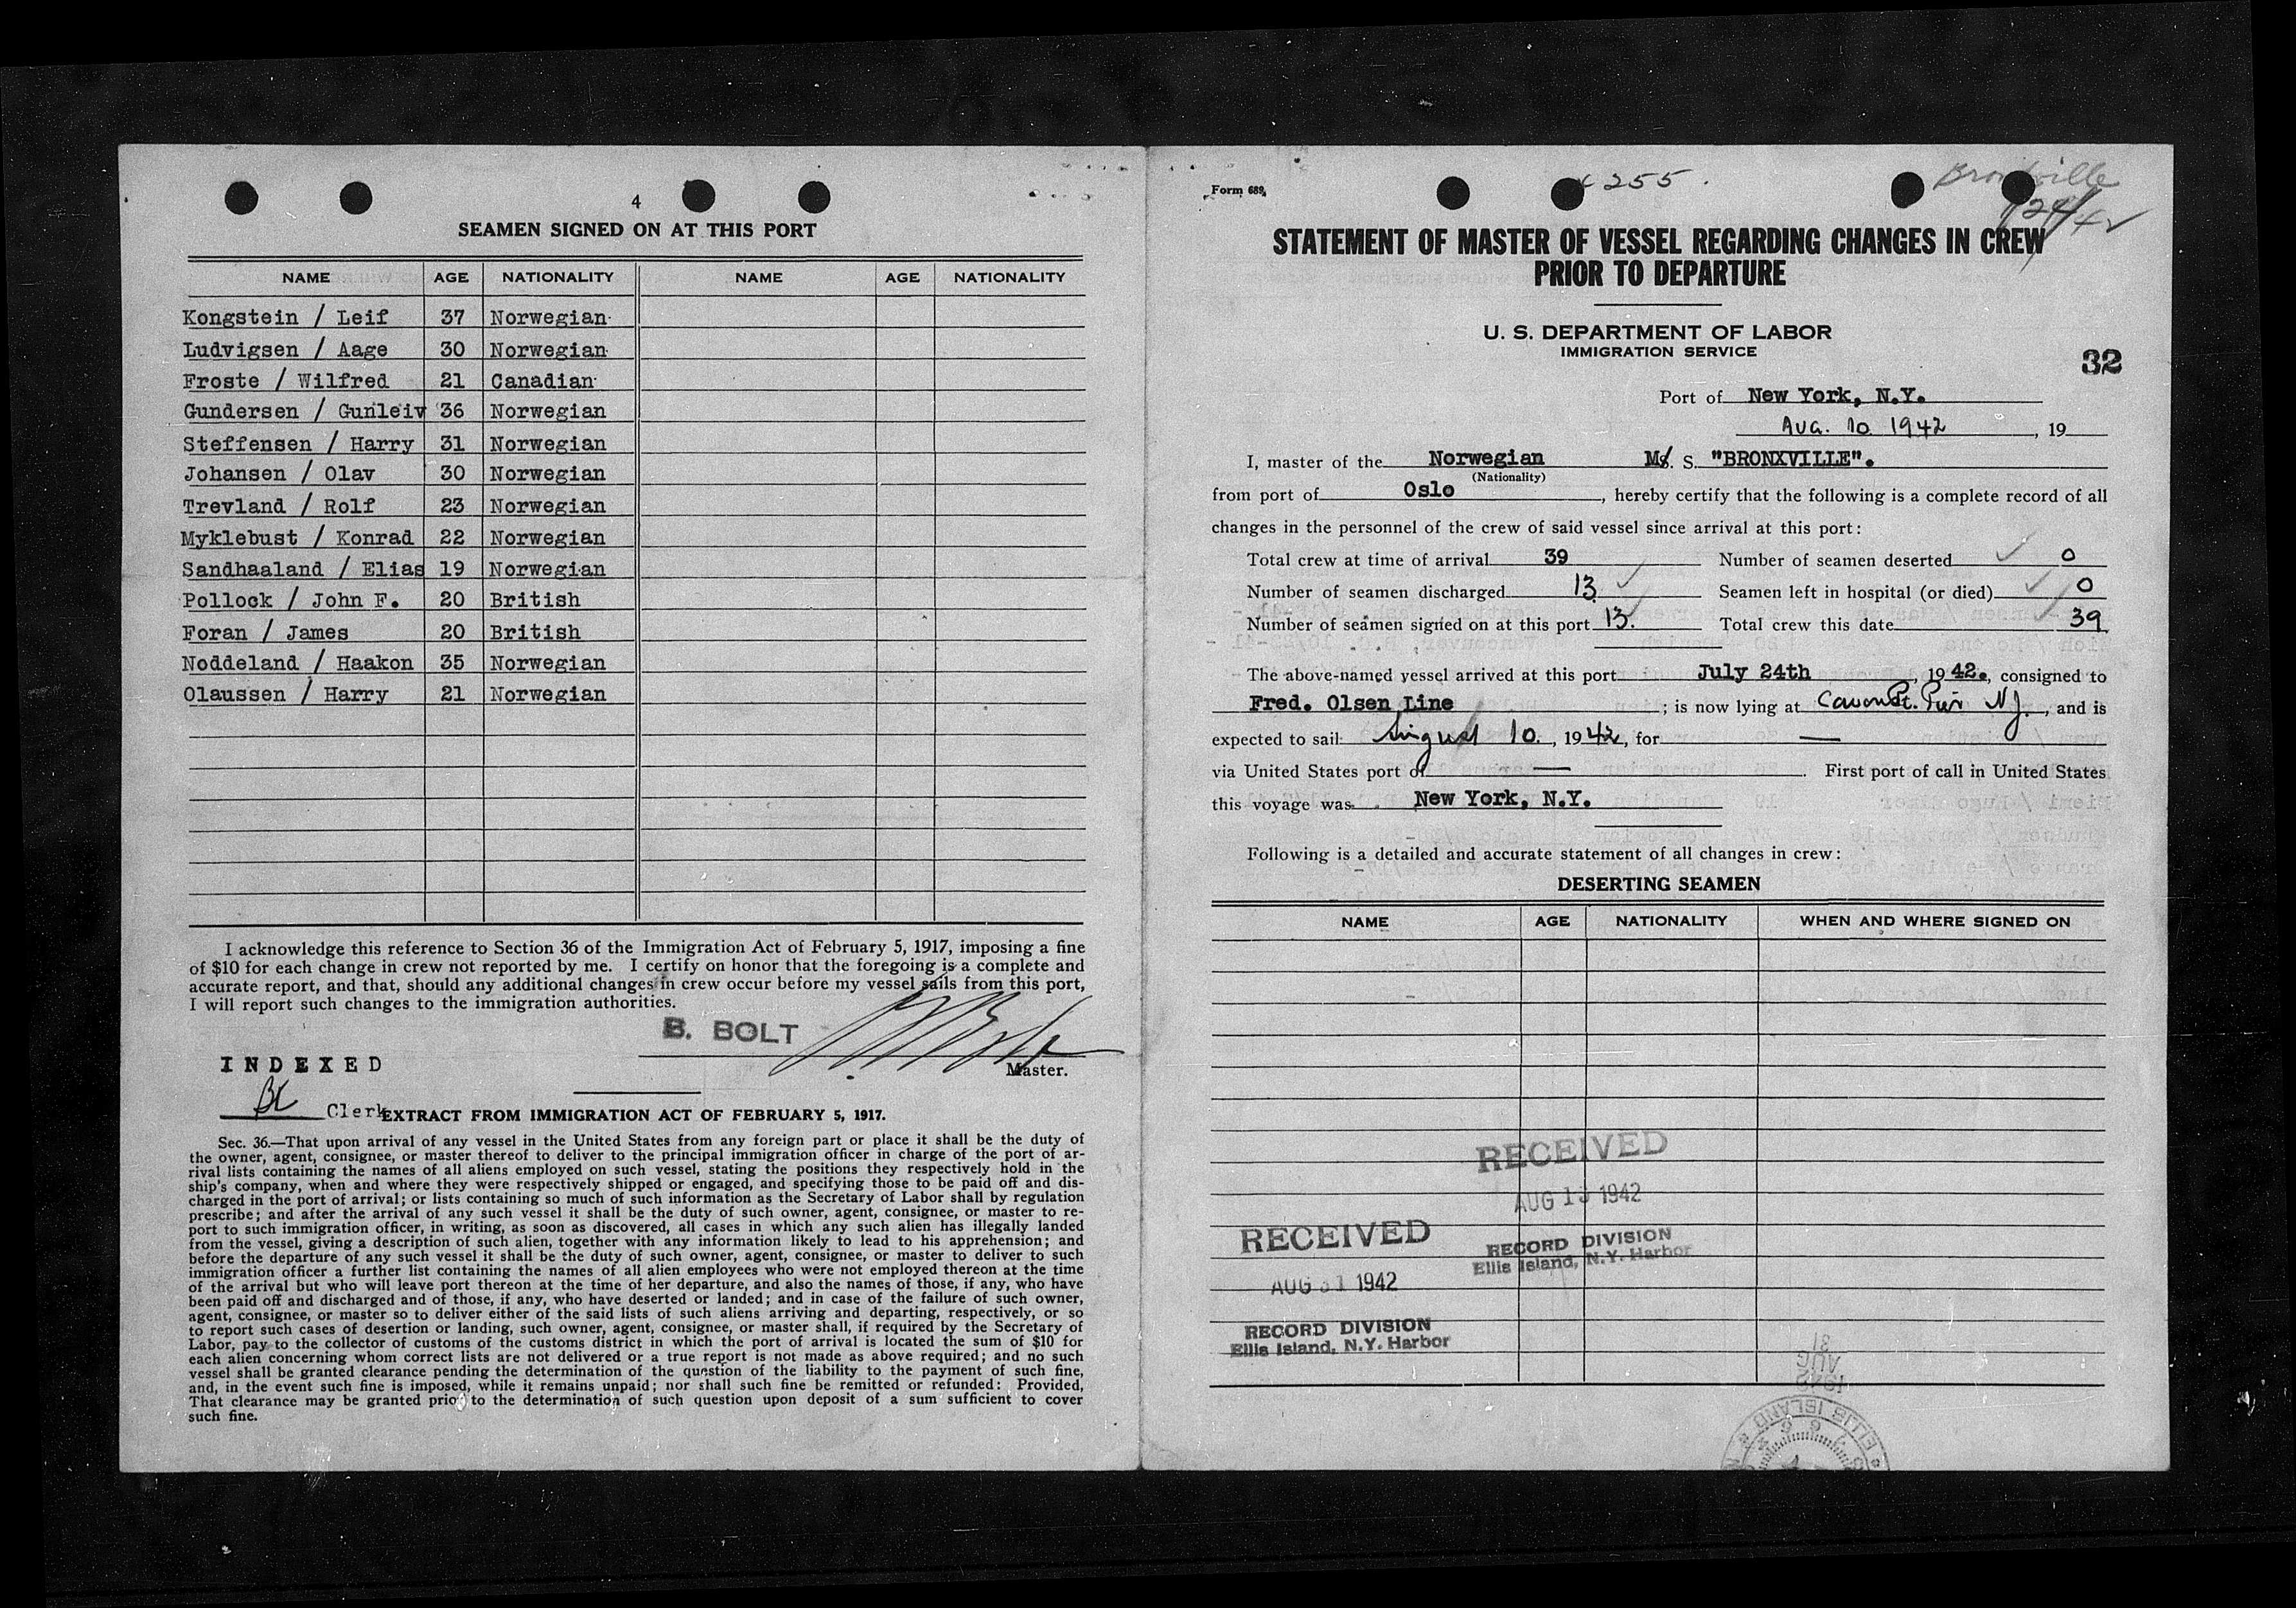 4
SEAMEN SIGNED ON AT THIS PORT
NAME AGE NATIONALITY NAME AGE NATIONALITY
Kongstein / Leif 37 Norwegian
Ludvigsen / Aage 30 Norwegian
Froste / Wilfred 21 Canadian
Gundersen / Gunleiv 36 Norwegian
Steffensen / Harry 31 Norwegian
Johansen / Olav 30 Norwegian
Trevland / Rolf 23 Norwegian
Myklebust / Konrad 22 Norwegian
Sandhaaland / Elias 19 Norwegian
Pollock / John F. 20 British
Foran / James 20 British
Noddeland / Haakon 35 Norwegian
Olaussen / Harry 21 Norwegian
I acknowledge this reference to Section 36 of the Immigration Act of February 5, 1917, imposing a fine
of $10 for each change in crew not reported by me. I certify on honor that the foregoing is a complete and
accurate report, and that, should any additional changes in crew occur before my vessel sails from this port,
I will report such changes to the immigration authorities.
B. BOLT
Master.
INDEXED
Clerk
EXTRACT FROM IMMIGRATION ACT OF FEBRUARY 5, 1917.
Sec. 36.—That upon arrival of any vessel in the United States from any foreign part or place it shall be the duty of
the owner, agent, consignee, or master thereof to deliver to the principal immigration officer in charge of the port of ar-
rival lists containing the names of all aliens employed on such vessel, stating the positions they respectively hold in the
ship's company, when and where they were respectively shipped or engaged, and specifying those to be paid off and dis-
charged in the port of arrival; or lists containing so much of such information as the Secretary of Labor shall by regulation
prescribe; and after the arrival of any such vessel it shall be the duty of such owner, agent, consignee, or master to re-
port to such immigration officer, in writing, as soon as discovered, all cases in which any such alien has illegally landed
from the vessel, giving a description of such alien, together with any information likely to lead to his apprehension; and
before the departure of any such vessel it shall be the duty of such owner, agent, consignee, or master to deliver to such
immigration officer a further list containing the names of all alien employees who were not employed thereon at the time
of the arrival but who will leave port thereon at the time of her departure, and also the names of those, if any, who have
been paid off and discharged and of those, if any, who have deserted or landed; and in case of the failure of such owner,
agent, consignee, or master so to deliver either of the said lists of such aliens arriving and departing, respectively, or so
to report such cases of desertion or landing, such owner, agent, consignee, or master shall, if required by the Secretary of
Labor, pay to the collector of customs of the customs district in which the port of arrival is located the sum of $10 for
each alien concerning whom correct lists are not delivered or a true report is not made as above required; and no such
vessel shall be granted clearance pending the determination of the question of the liability to the payment of such fine,
and, in the event such fine is imposed, while it remains unpaid; nor shall such fine be remitted or refunded: Provided,
That clearance may be granted prior to the determination of such question upon deposit of a sum sufficient to cover
such fine.
Form 689
255
Bronxville
STATEMENT OF MASTER OF VESSEL REGARDING CHANGES IN CREW
PRIOR TO DEPARTURE
U. S. DEPARTMENT OF LABOR
IMMIGRATION SERVICE
32
Port of New York, N.Y.
Aug. 10 1942, 19
I, master of the Norwegian M. S. "BRONXVILLE".
(Nationality)
from port of Oslo, hereby certify that the following is a complete record of all
changes in the personnel of the crew of said vessel since arrival at this port:
Total crew at time of arrival 39 Number of seamen deserted 0
Number of seamen discharged 13 Seamen left in hospital (or died) 0
Number of seamen signed on at this port 13. Total crew this date 39
The above-named vessel arrived at this port July 24th, 1942., consigned to
Fred. Olsen Line; is now lying at Caven Pt. Pier N.J., and is
expected to sail August 10., 1942, for —
via United States port of —. First port of call in United States
this voyage was New York, N.Y.
Following is a detailed and accurate statement of all changes in crew:
DESERTING SEAMEN
NAME AGE NATIONALITY WHEN AND WHERE SIGNED ON
RECEIVED
AUG 13 1942
RECORD DIVISION
Ellis Island, N.Y. Harbor
RECEIVED
AUG 31 1942
RECORD DIVISION
Ellis Island, N.Y. Harbor
31
AUG
1942
ELLIS ISLAND